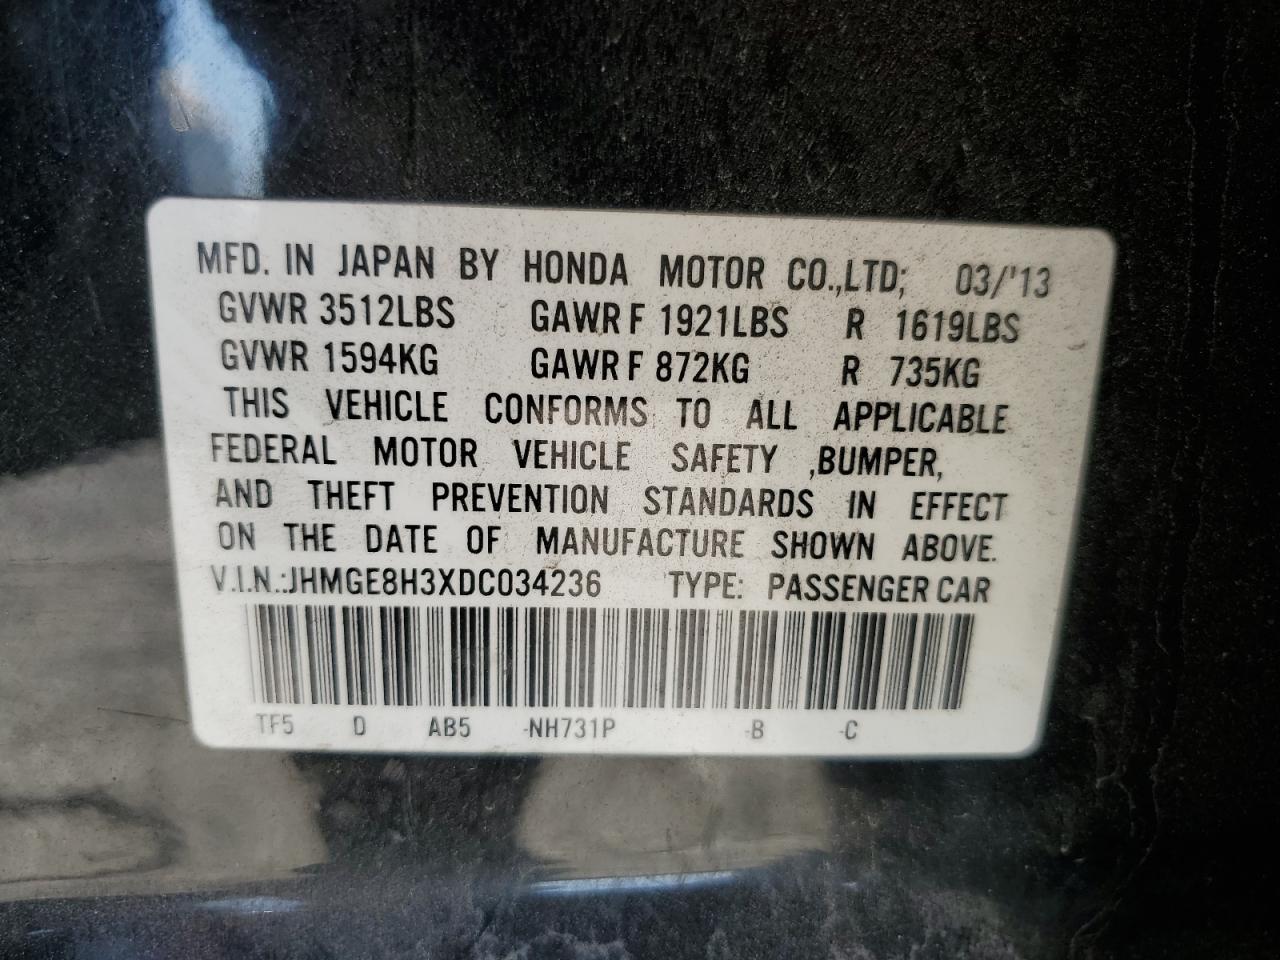 MFD. IN JAPAN BY HONDA MOTOR CO.,LTD; 03/'13
GVWR 3512LBS GAWR F 1921LBS R 1619LBS
GVWR 1594KG GAWR F 872KG R 735KG
THIS VEHICLE CONFORMS TO ALL APPLICABLE
FEDERAL MOTOR VEHICLE SAFETY ,BUMPER,
AND THEFT PREVENTION STANDARDS IN EFFECT
ON THE DATE OF MANUFACTURE SHOWN ABOVE.
V.I.N.:JHMGE8H3XDC034236 TYPE: PASSENGER CAR
TF5 D AB5 -NH731P -B -C